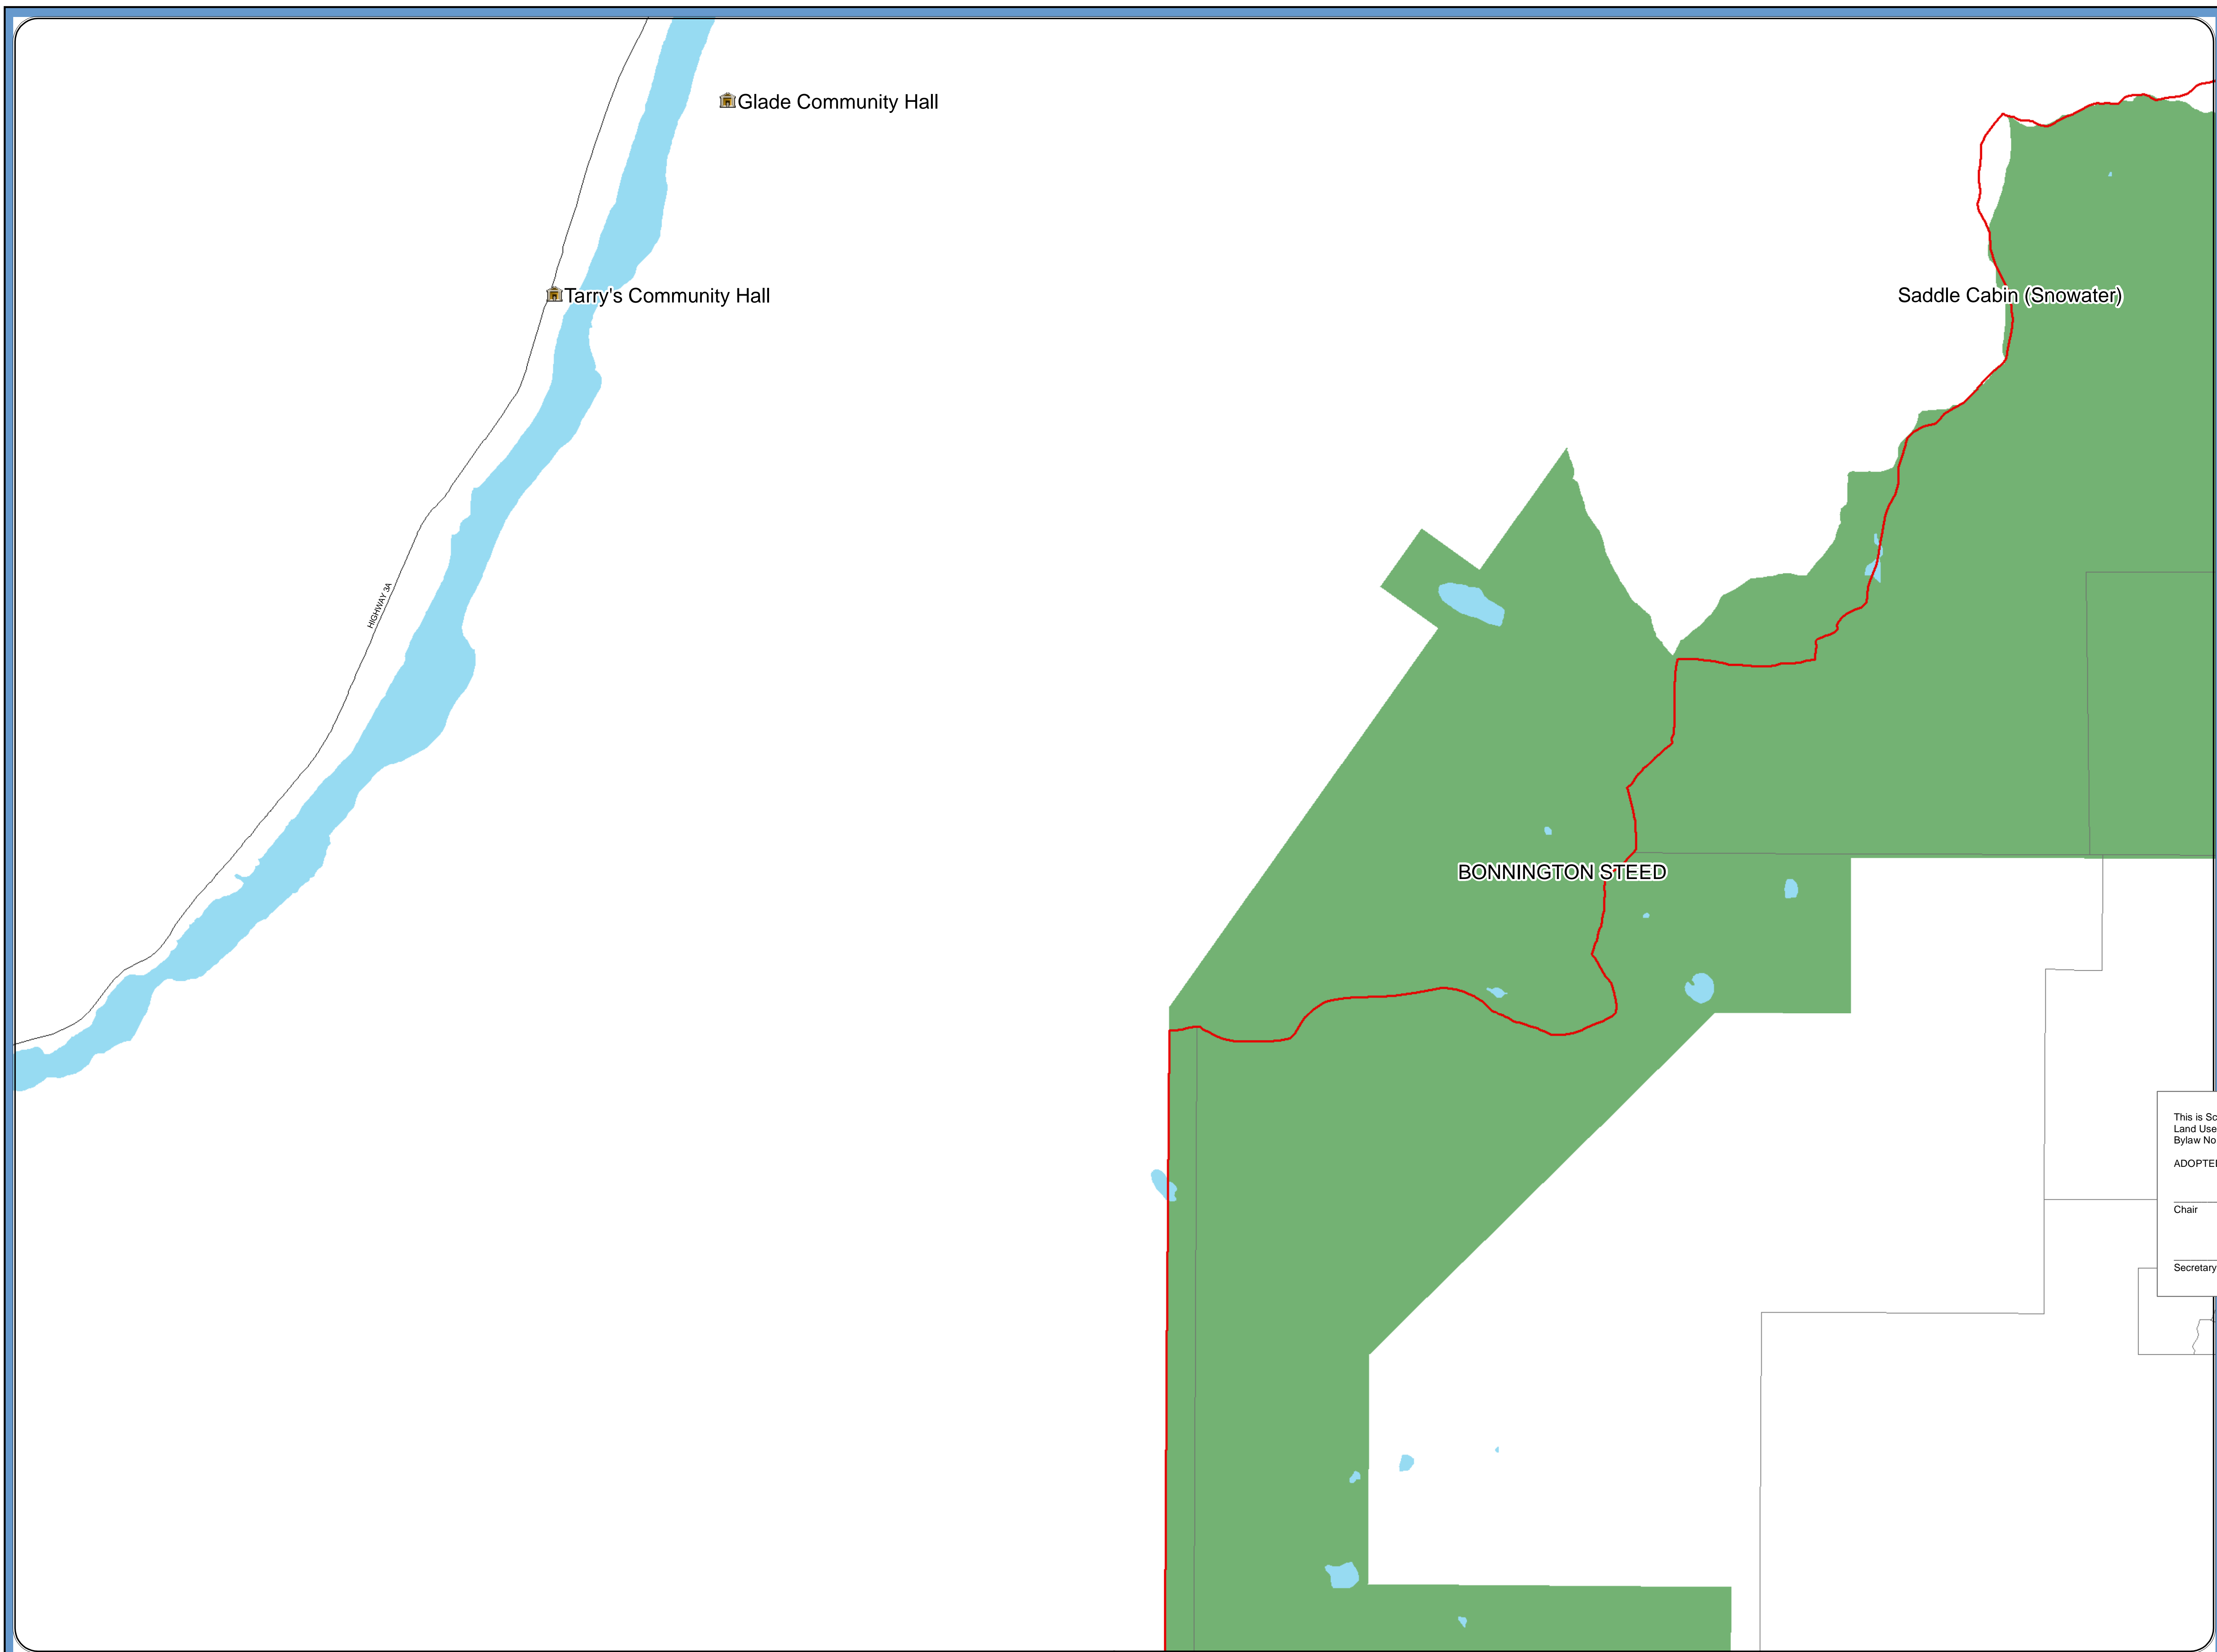 Glade Community Hall
Tarry's Community Hall
Saddle Cabin (Snowater)
HIGHWAY 3A
BONNINGTON STEED
This is Sc
Land Use
Bylaw No
ADOPTE
Chair
Secretary